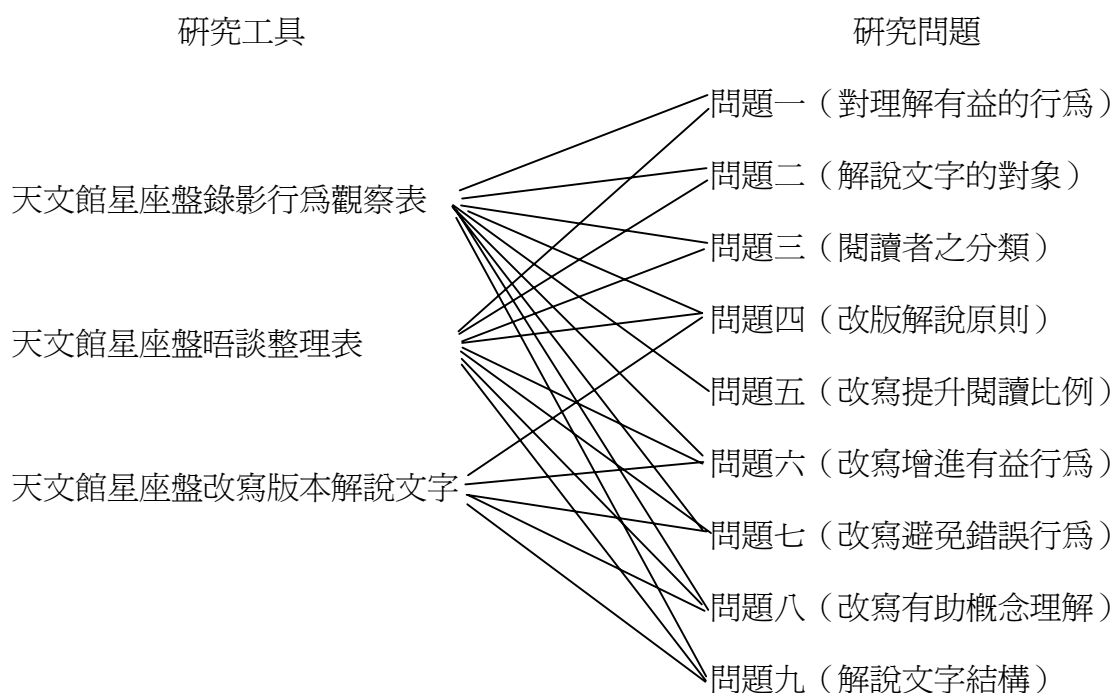 研究工具
研究問題
問題一（對理解有益的行為）
問題二（解說文字的對象）
天文館星座盤錄影行為觀察表
問題三（閱讀者之分類）
問題四（改版解說原則）
天文館星座盤晤談整理表
問題五（改寫提升閱讀比例）
問題六（改寫增進有益行為）
天文館星座盤改寫版本解說文字
問題七（改寫避免錯誤行為）
問題八（改寫有助概念理解）
問題九（解說文字結構）